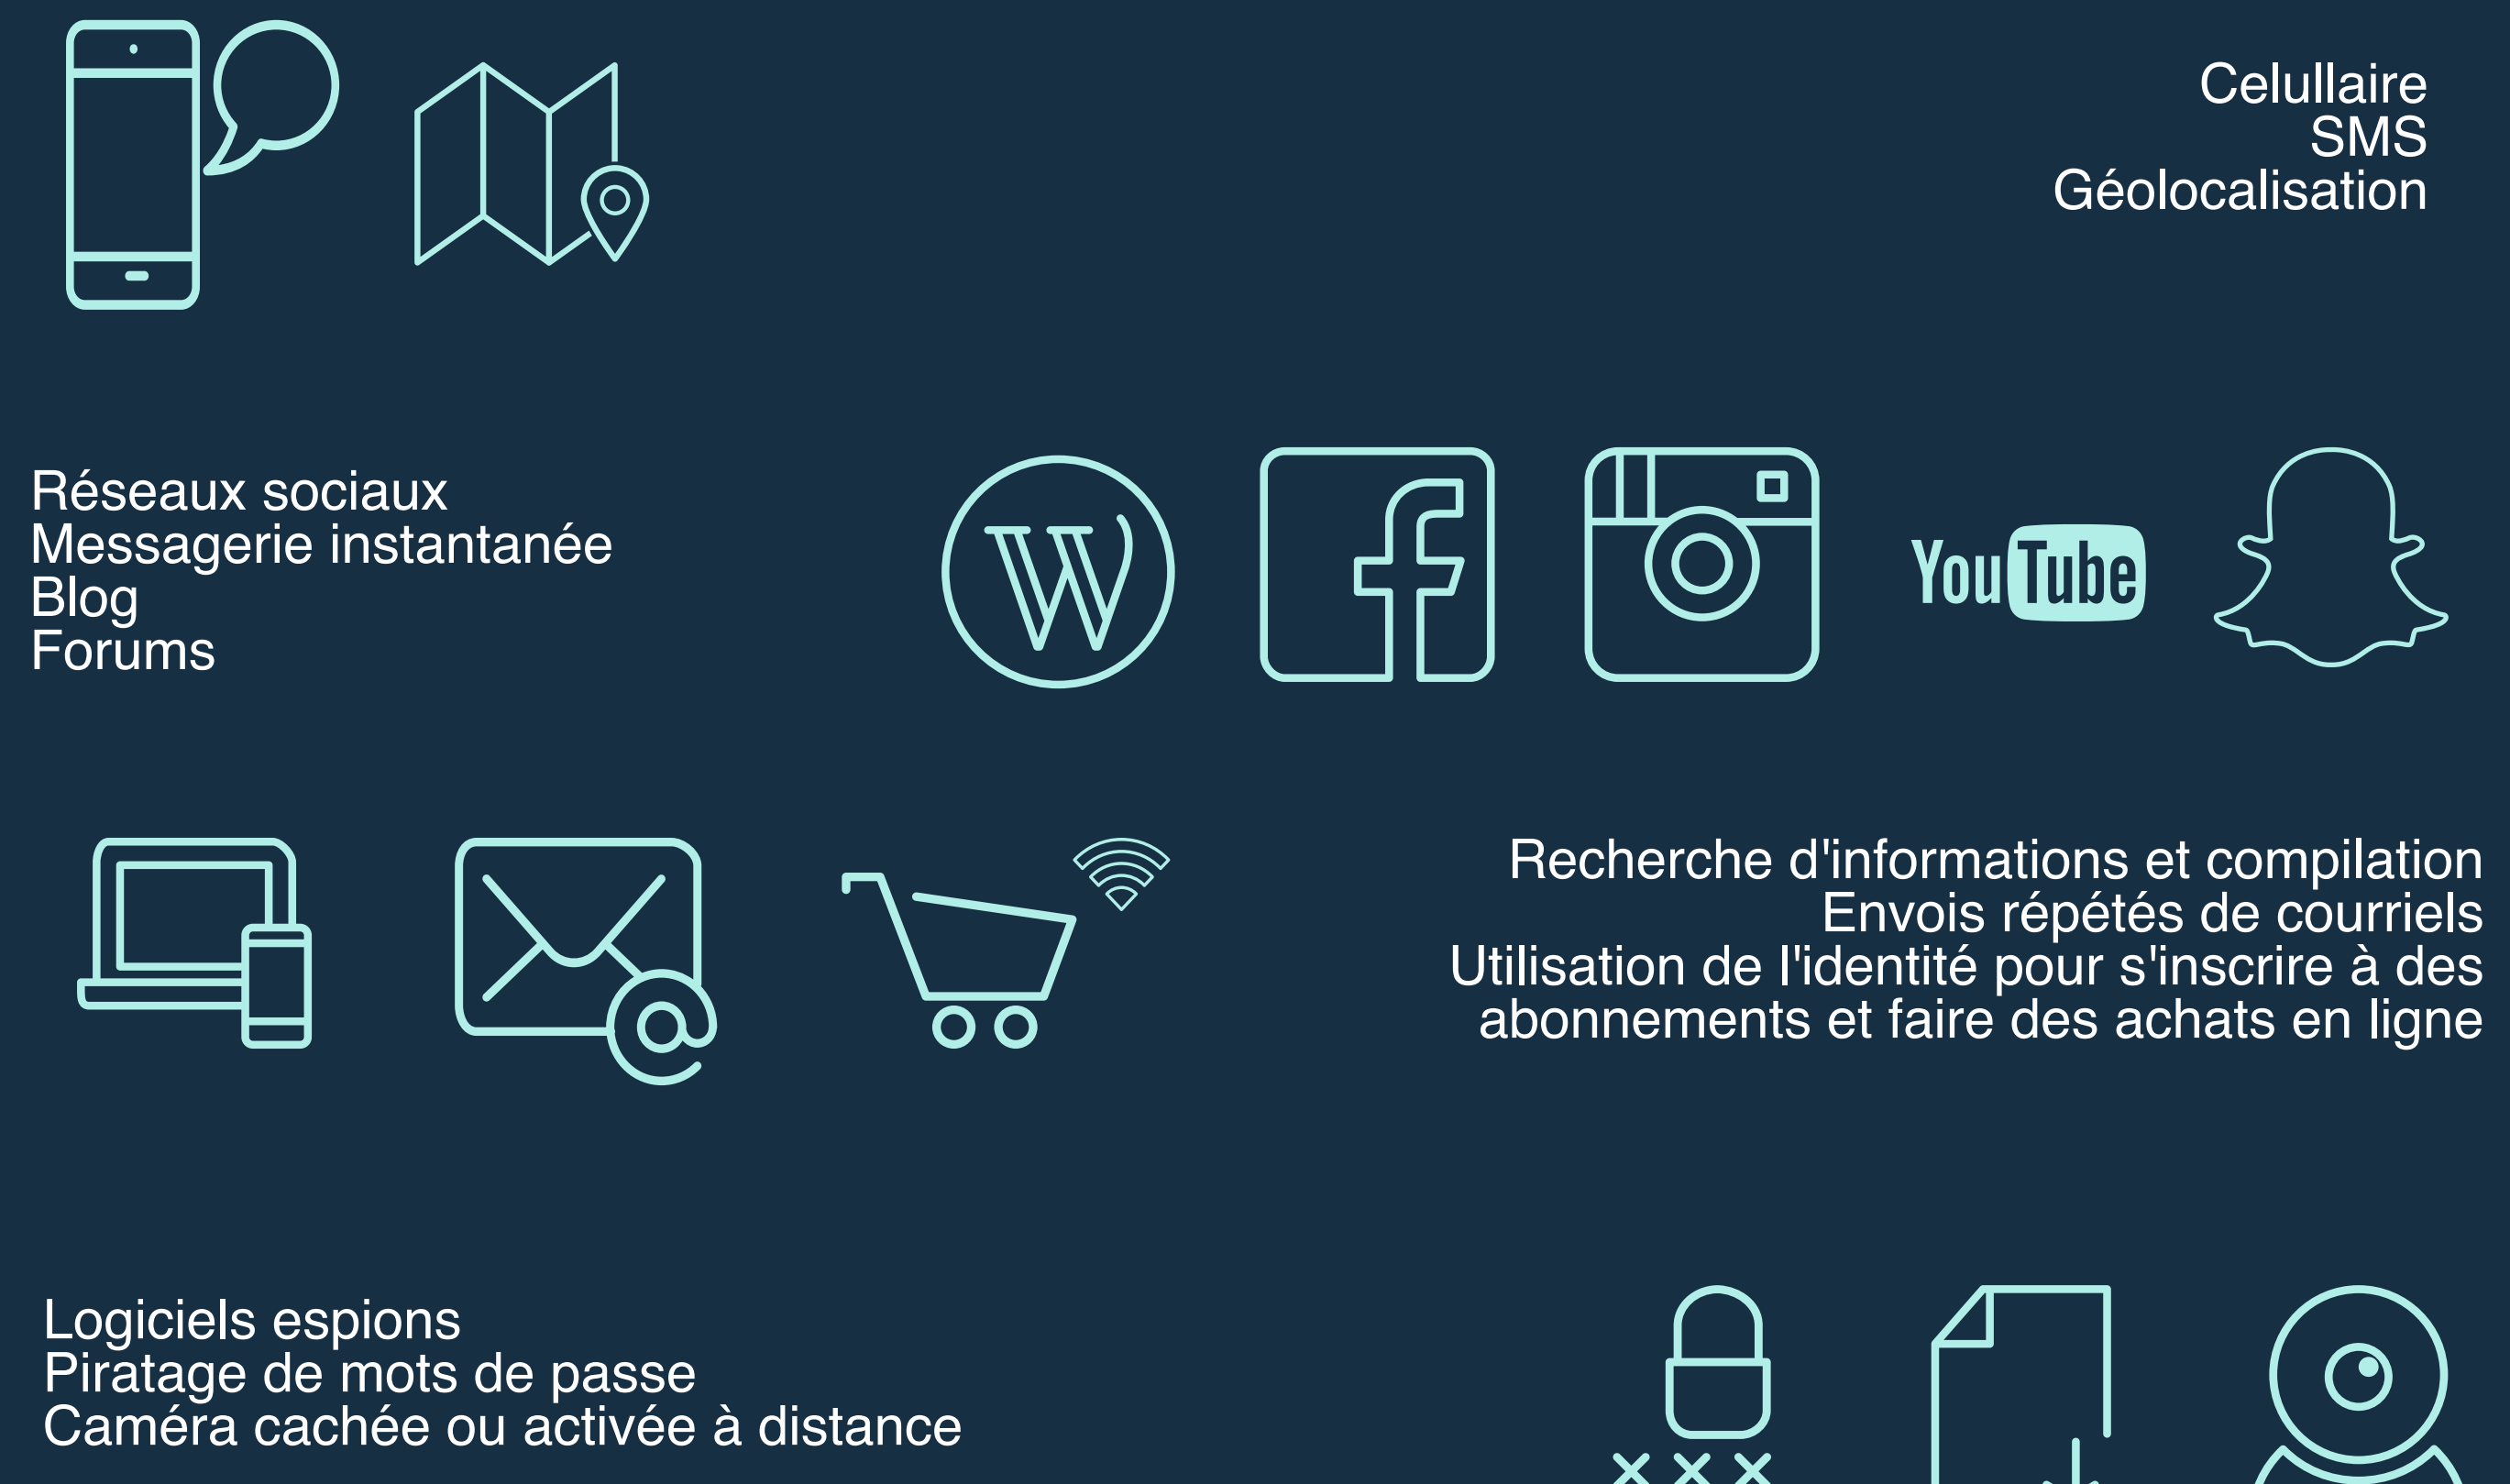 Celullaire
SMS
Géolocalisation
Réseaux sociaux
Messagerie instantanée
Blog
Forums
YouTube
Recherche d'informations et compilation
Envois répétés de courriels
Utilisation de l'identité pour s'inscrire à des
abonnements et faire des achats en ligne
Logiciels espions
Piratage de mots de passe
Caméra cachée ou activée à distance